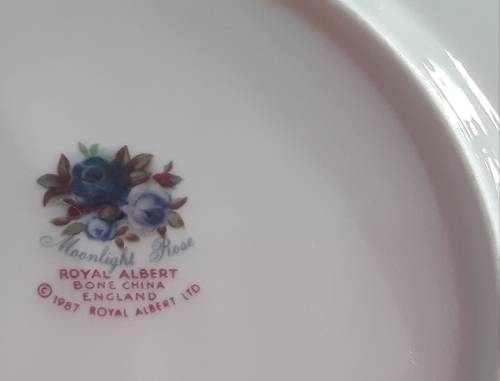 Moonlight Rose
ROYAL ALBERT
BONE CHINA
ENGLAND
© 1987 ROYAL ALBERT LTD